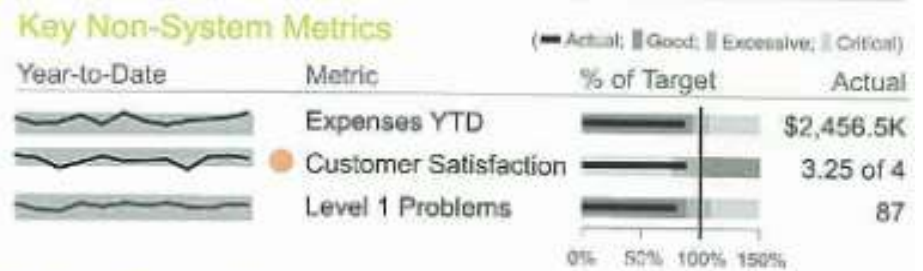 Key Non-System Metrics
(Actual; Good; Excessive; Critical)
Year-to-Date Metric % of Target Actual
Expenses YTD $2,456.5K
Customer Satisfaction 3.25 of 4
Level 1 Problems 87
0% 50% 100% 150%